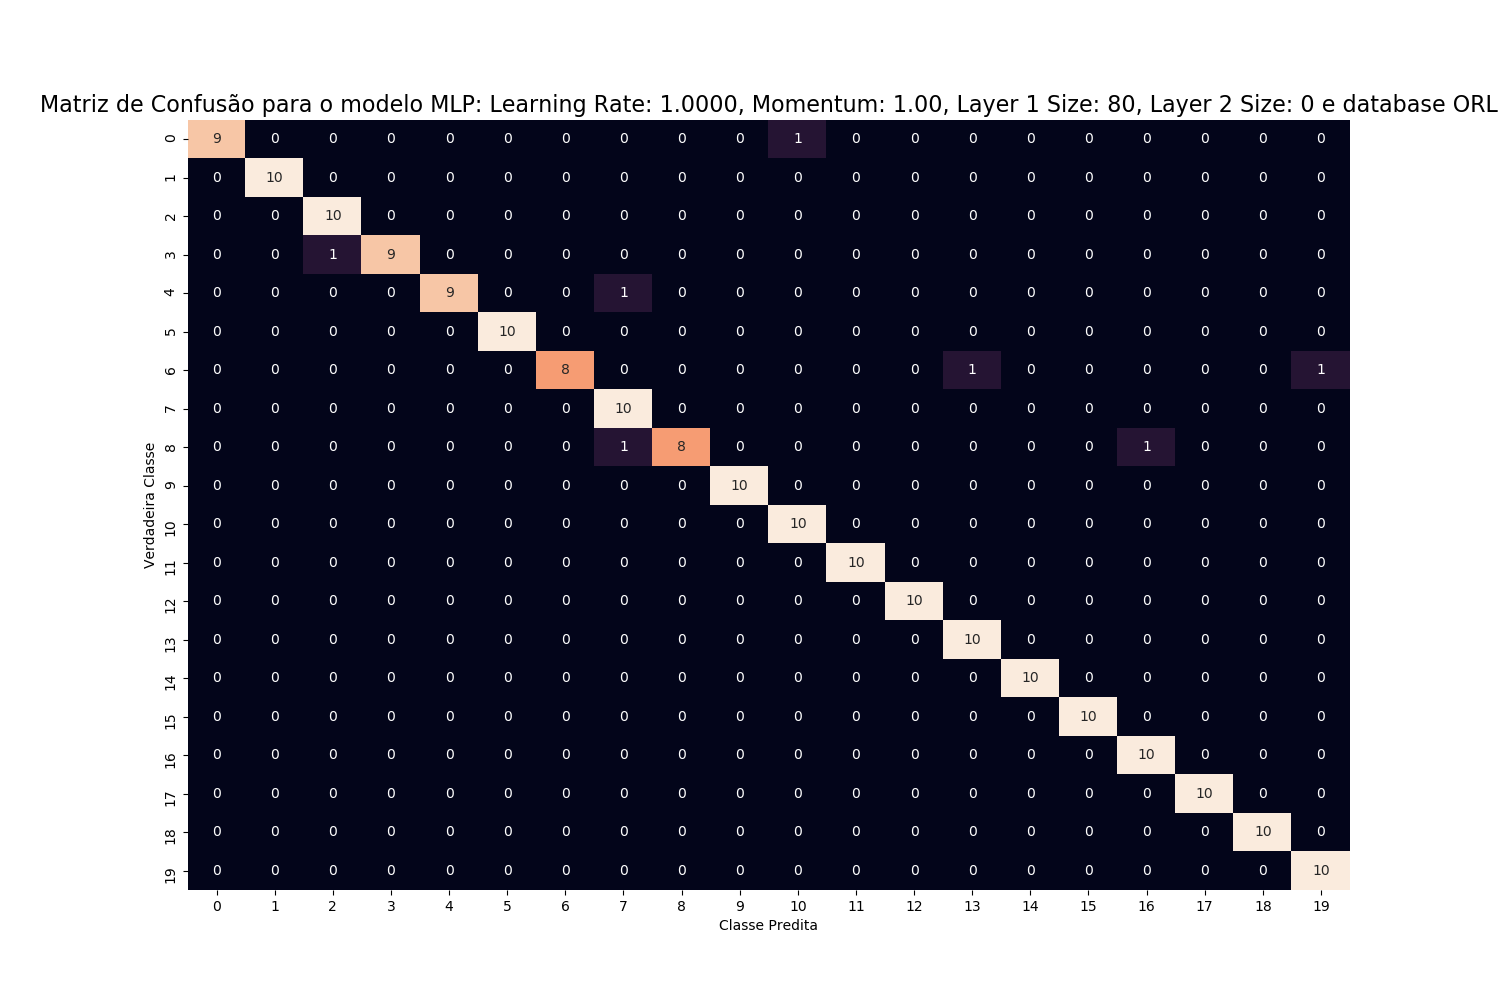 Matriz de Confusão para o modelo MLP: Learning Rate: 1.0000, Momentum: 1.00, Layer 1 Size: 80, Layer 2 Size: 0 e database ORL
Verdadeira Classe
0 9 0 0 0 0 0 0 0 0 0 1 0 0 0 0 0 0 0 0 0
1 0 10 0 0 0 0 0 0 0 0 0 0 0 0 0 0 0 0 0 0
2 0 0 10 0 0 0 0 0 0 0 0 0 0 0 0 0 0 0 0 0
3 0 0 1 9 0 0 0 0 0 0 0 0 0 0 0 0 0 0 0 0
4 0 0 0 0 9 0 0 1 0 0 0 0 0 0 0 0 0 0 0 0
5 0 0 0 0 0 10 0 0 0 0 0 0 0 0 0 0 0 0 0 0
6 0 0 0 0 0 0 8 0 0 0 0 0 0 1 0 0 0 0 0 1
7 0 0 0 0 0 0 0 10 0 0 0 0 0 0 0 0 0 0 0 0
8 0 0 0 0 0 0 0 1 8 0 0 0 0 0 0 0 1 0 0 0
9 0 0 0 0 0 0 0 0 0 10 0 0 0 0 0 0 0 0 0 0
10 0 0 0 0 0 0 0 0 0 0 10 0 0 0 0 0 0 0 0 0
11 0 0 0 0 0 0 0 0 0 0 0 10 0 0 0 0 0 0 0 0
12 0 0 0 0 0 0 0 0 0 0 0 0 10 0 0 0 0 0 0 0
13 0 0 0 0 0 0 0 0 0 0 0 0 0 10 0 0 0 0 0 0
14 0 0 0 0 0 0 0 0 0 0 0 0 0 0 10 0 0 0 0 0
15 0 0 0 0 0 0 0 0 0 0 0 0 0 0 0 10 0 0 0 0
16 0 0 0 0 0 0 0 0 0 0 0 0 0 0 0 0 10 0 0 0
17 0 0 0 0 0 0 0 0 0 0 0 0 0 0 0 0 0 10 0 0
18 0 0 0 0 0 0 0 0 0 0 0 0 0 0 0 0 0 0 10 0
19 0 0 0 0 0 0 0 0 0 0 0 0 0 0 0 0 0 0 0 10
0 1 2 3 4 5 6 7 8 9 10 11 12 13 14 15 16 17 18 19
Classe Predita